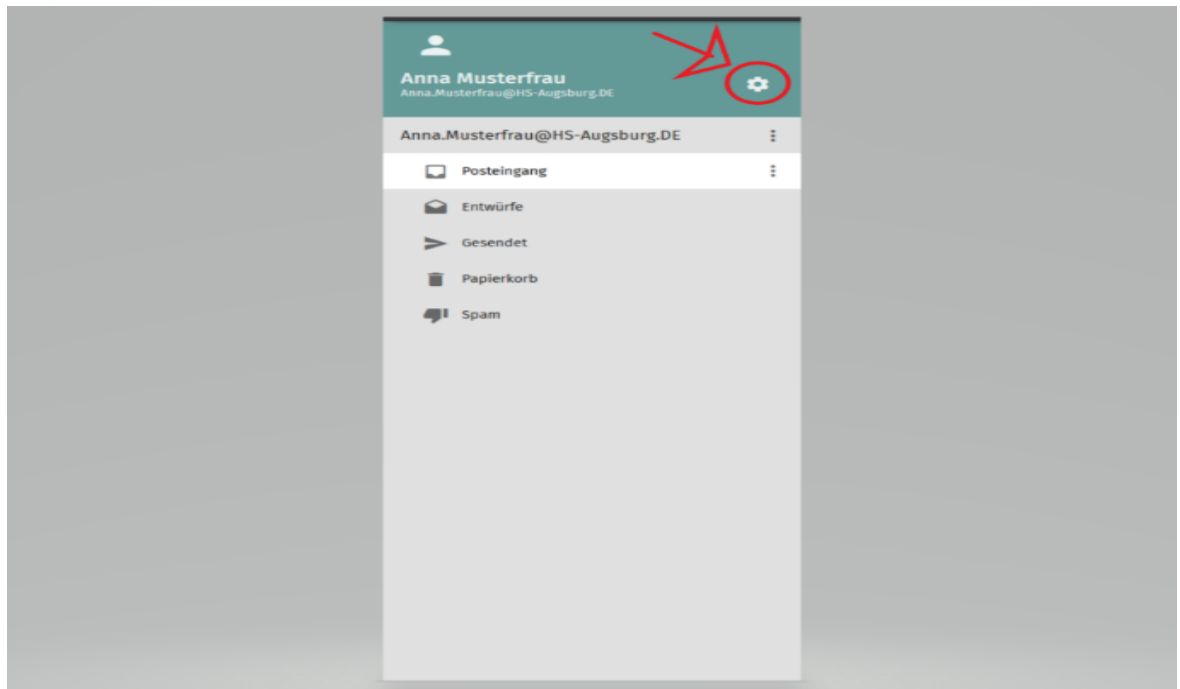 Anna Musterfrau
Anna.Musterfrau@HS-Augsburg.DE
Anna.Musterfrau@HS-Augsburg.DE
Posteingang
Entwürfe
Gesendet
Papierkorb
Spam